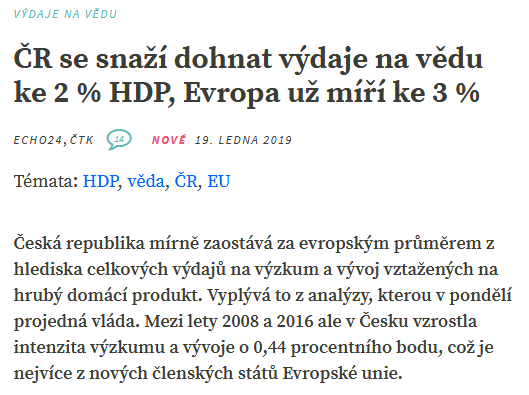 VÝDAJE NA VĚDU
ČR se snaží dohnat výdaje na vědu
ke 2 % HDP, Evropa už míří ke 3 %
ECHO24, ČTK 14 NOVÉ 19. LEDNA 2019
Témata: HDP, věda, ČR, EU
Česká republika mírně zaostává za evropským průměrem z
hlediska celkových výdajů na výzkum a vývoj vztažených na
hrubý domácí produkt. Vyplývá to z analýzy, kterou v pondělí
projedná vláda. Mezi lety 2008 a 2016 ale v Česku vzrostla
intenzita výzkumu a vývoje o 0,44 procentního bodu, což je
nejvíce z nových členských států Evropské unie.